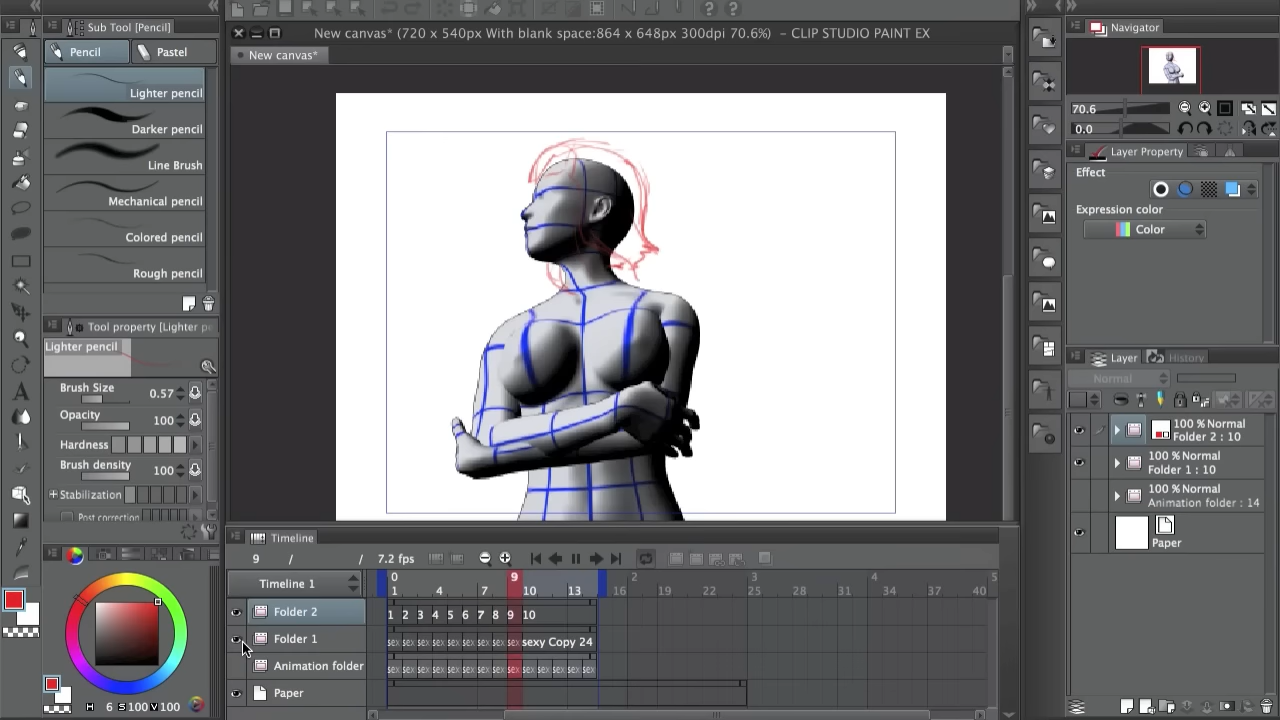 Sub Tool [Pencil]
Pencil
Pastel
Lighter pencil
Darker pencil
Line Brush
Mechanical pencil
Colored pencil
Rough pencil
Tool property [Lighter pe
Lighter pencil
Brush Size 0.57
Opacity 100
Hardness
Brush density 100
Stabilization
Post correction
H 6 S 100 V 100
New canvas* (720 x 540px With blank space:864 x 648px 300dpi 70.6%) - CLIP STUDIO PAINT EX
New canvas*
Timeline
9 / / 7.2 fps
Timeline 1
0 9 2 3 4 5
1 4 7 10 13 16 19 22 25 28 31 34 37 40
Folder 2
1 2 3 4 5 6 7 8 9 10
Folder 1
sexy Copy 24
Animation folder
Paper
Navigator
70.6
0.0
Layer Property
Effect
Expression color
Color
Layer
History
Normal
100 % Normal
Folder 2 : 10
100 % Normal
Folder 1 : 10
100 % Normal
Animation folder : 14
Paper